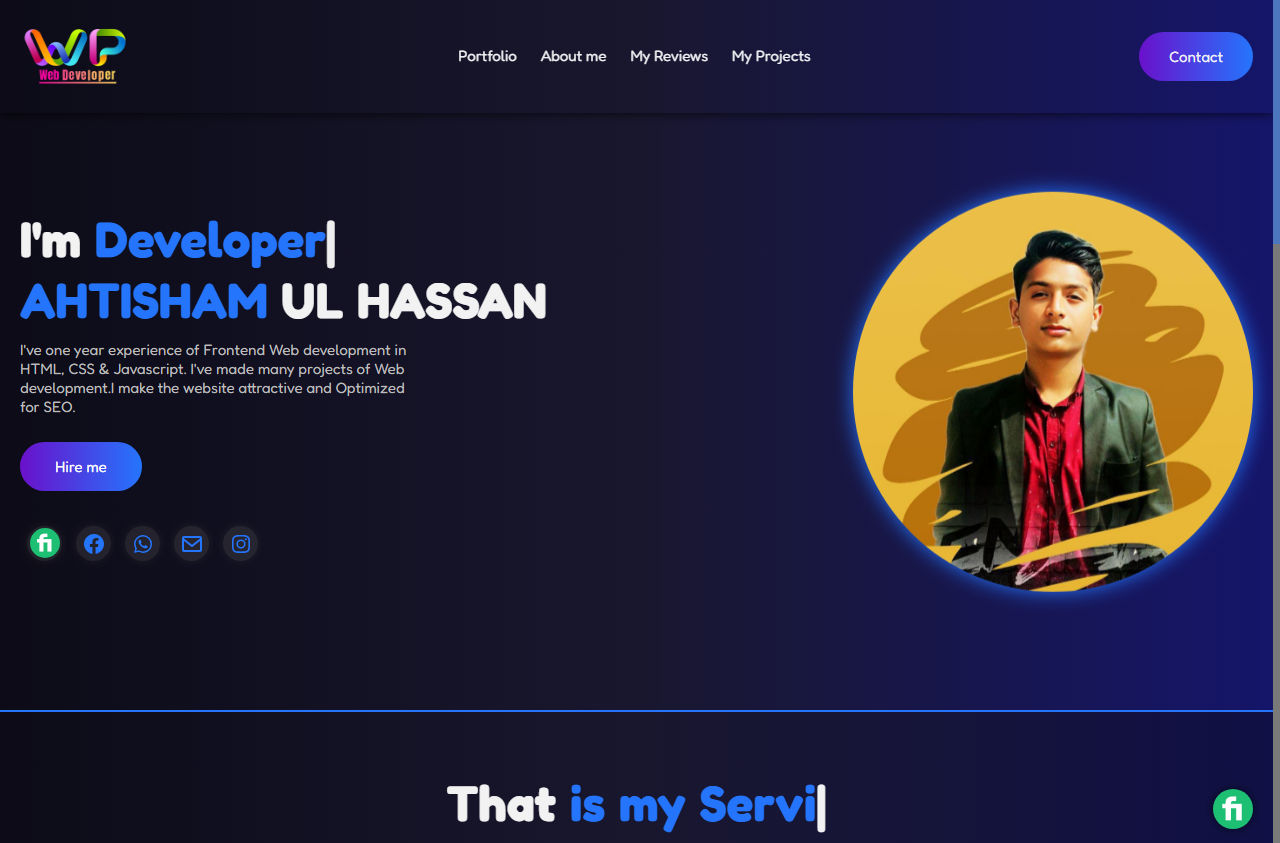 WP
Web Developer
Portfolio About me My Reviews My Projects
Contact
I'm Developer|
AHTISHAM UL HASSAN
I've one year experience of Frontend Web development in
HTML, CSS & Javascript. I've made many projects of Web
development.I make the website attractive and Optimized
for SEO.
Hire me
fi
That is my Servi|
fi